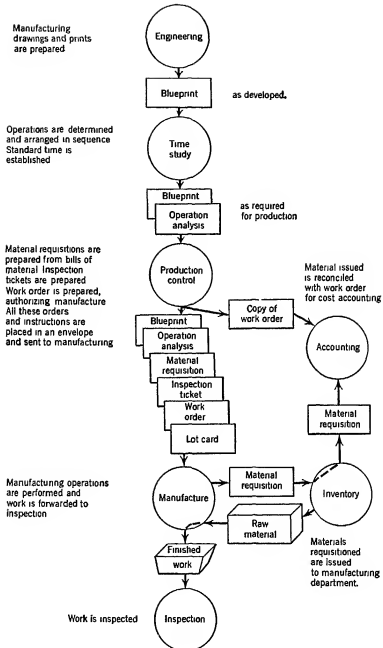 Manufacturing
drawings and prints
are prepared
Engineering
Blueprint
as developed.
Operations are determined
and arranged in sequence
Standard time is
established
Time
study
Blueprint
Operation
analysis
as required
for production
Material requisitions are
prepared from bills of
material Inspection
tickets are prepared
Work order is prepared,
authorizing manufacture
All these orders
and instructions are
placed in an envelope
and sent to manufacturing
Production
control
Material issued
is reconciled
with work order
for cost accounting
Copy of
work order
Accounting
Blueprint
Operation
analysis
Material
requisition
Inspection
ticket
Work
order
Lot card
Material
requisition
Manufacturing operations
are performed and
work is forwarded to
inspection
Manufacture
Material
requisition
Inventory
Raw
material
Materials
requisitioned
are issued
to manufacturing
department.
Finished
work
Work is inspected
Inspection